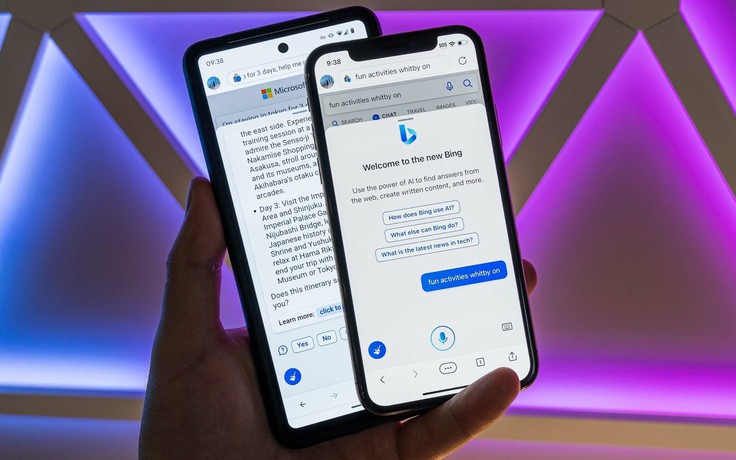 09:38
for 3 days, help me
Microsof
I'm staying in tokyo for 3
the east side. Experie
training session at a
admire the Senso-ji T
Nakamise Shopping
Asakusa, stroll aroun
and its museums, a
Akihabara's otaku c
arcades.
• Day 3: Visit the Imp
Area and Shinjuku.
Imperial Palace Ga
Nijubashi Bridge,
Japanese history a
Shrine and Yushuk
relax at Hama Rik
end your trip with
Museum or Tokyo
Does this itinerary s
you?
Learn more: click to
Yes
No
9:38
SOS
fun activities whitby on
fun activities whitby on
SEARCH CHAT TRAVEL IMAGES VIDEO
Welcome to the new Bing
Use the power of AI to find answers from
the web, create written content, and more.
How does Bing use AI?
What else can Bing do?
What is the latest news in tech?
fun activities whitby on
1